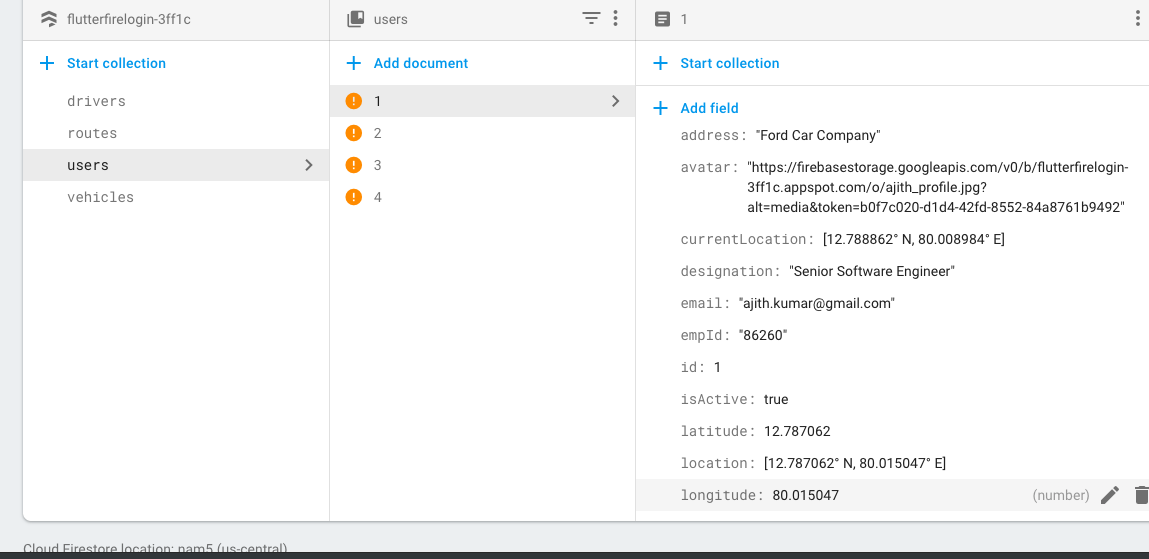 flutterfirelogin-3ff1c
users
1
Start collection
Add document
Start collection
drivers
routes
users
vehicles
1
2
3
4
Add field
address: "Ford Car Company"
avatar: "https://firebasestorage.googleapis.com/v0/b/flutterfirelogin-
3ff1c.appspot.com/o/ajith_profile.jpg?
alt=media&token=b0f7c020-d1d4-42fd-8552-84a8761b9492"
currentLocation: [12.788862° N, 80.008984° E]
designation: "Senior Software Engineer"
email: "ajith.kumar@gmail.com"
empId: "86260"
id: 1
isActive: true
latitude: 12.787062
location: [12.787062° N, 80.015047° E]
longitude: 80.015047 (number)
Cloud Firestore location: nam5 (us-central)